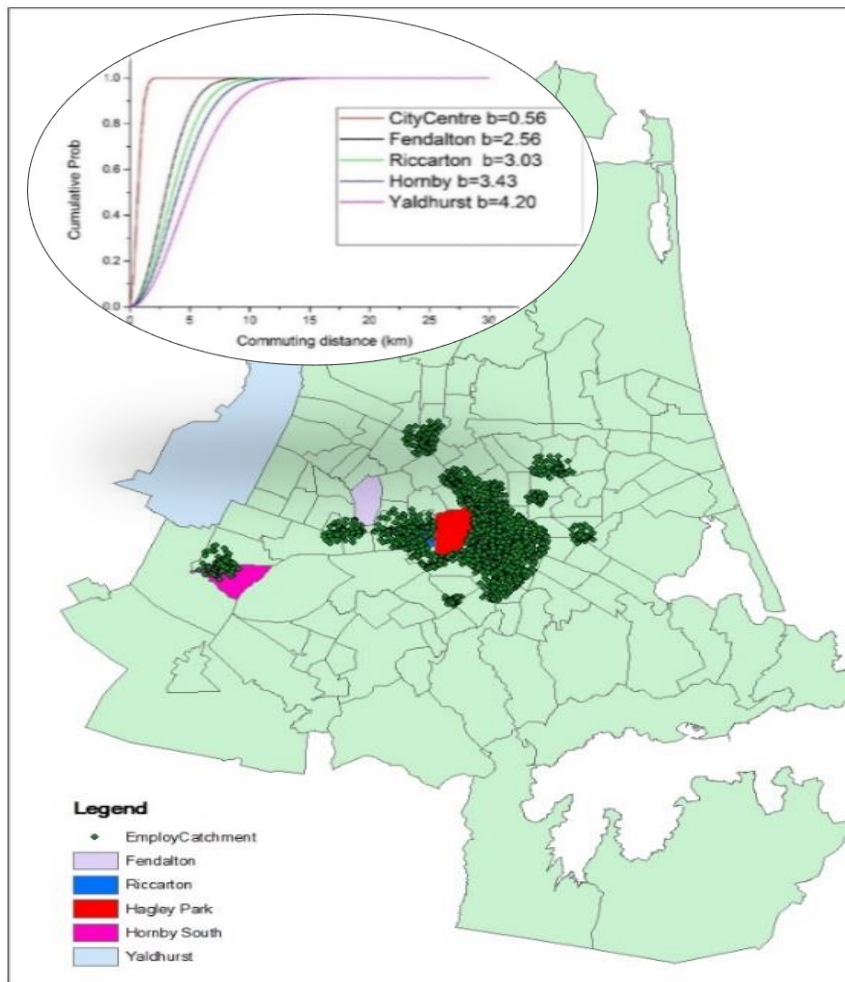 1.0
0.8
0.6
0.4
0.2
0.0
Cumulative Prob
CityCentre b=0.56
Fendalton b=2.56
Riccarton b=3.03
Hornby b=3.43
Yaldhurst b=4.20
0 5 10 15 20 25 30
Commuting distance (km)
Legend
EmployCatchment
Fendalton
Riccarton
Hagley Park
Hornby South
Yaldhurst